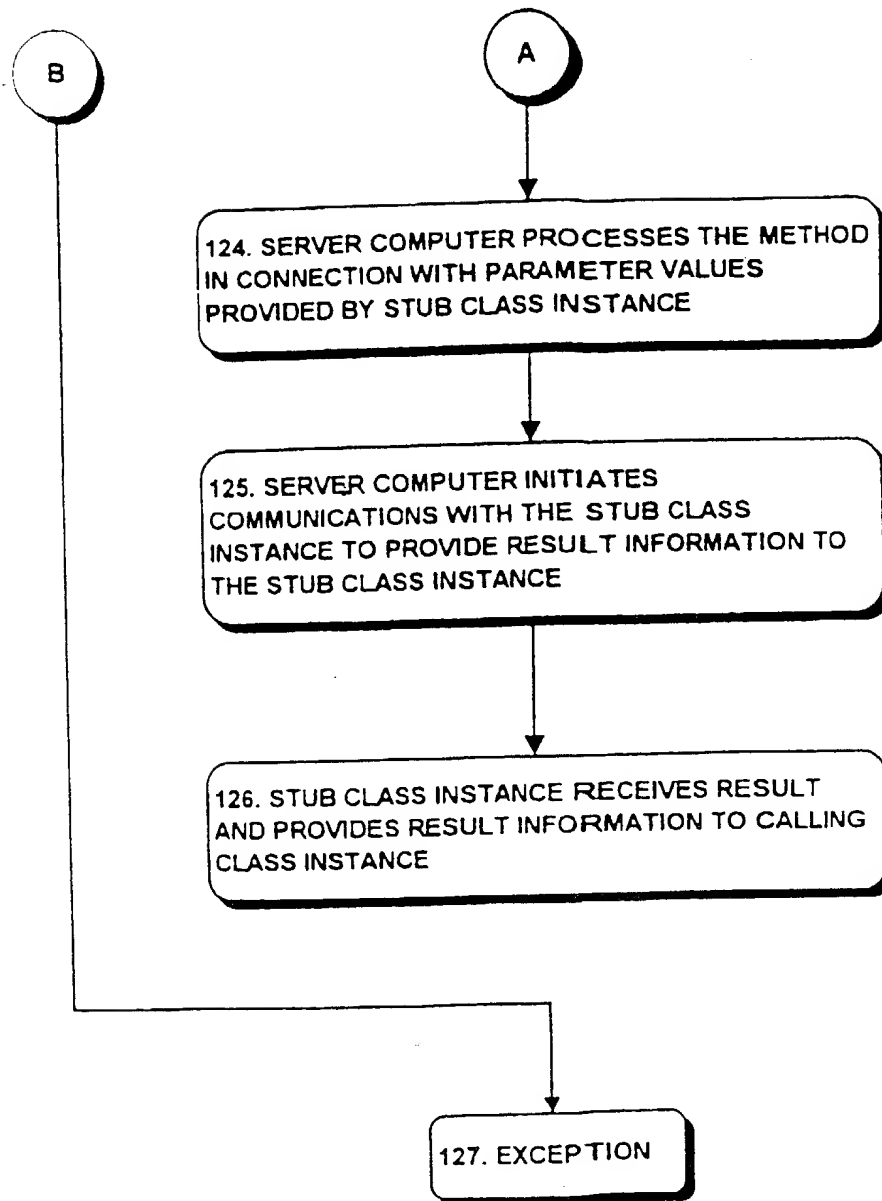 B
A
124. SERVER COMPUTER PROCESSES THE METHOD
IN CONNECTION WITH PARAMETER VALUES
PROVIDED BY STUB CLASS INSTANCE
125. SERVER COMPUTER INITIATES
COMMUNICATIONS WITH THE STUB CLASS
INSTANCE TO PROVIDE RESULT INFORMATION TO
THE STUB CLASS INSTANCE
126. STUB CLASS INSTANCE RECEIVES RESULT
AND PROVIDES RESULT INFORMATION TO CALLING
CLASS INSTANCE
127. EXCEPTION